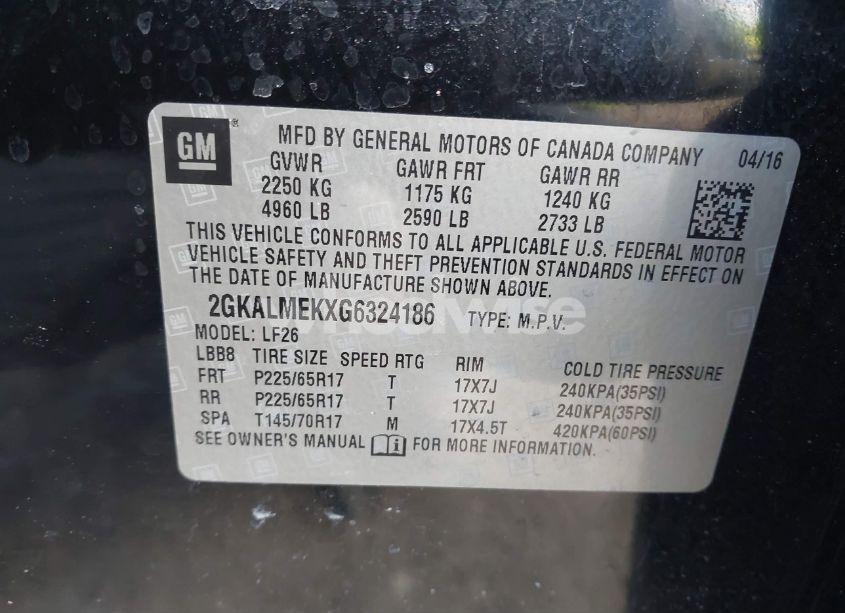 GM
MFD BY GENERAL MOTORS OF CANADA COMPANY 04/16
GVWR GAWR FRT GAWR RR
2250 KG 1175 KG 1240 KG
4960 LB 2590 LB 2733 LB
THIS VEHICLE CONFORMS TO ALL APPLICABLE U.S. FEDERAL MOTOR
VEHICLE SAFETY AND THEFT PREVENTION STANDARDS IN EFFECT ON
THE DATE OF MANUFACTURE SHOWN ABOVE.
2GKALMEKXG6324186 TYPE: M.P.V.
MODEL: LF26
LBB8 TIRE SIZE SPEED RTG RIM COLD TIRE PRESSURE
FRT P225/65R17 T 17X7J 240KPA(35PSI)
RR P225/65R17 T 17X7J 240KPA(35PSI)
SPA T145/70R17 M 17X4.5T 420KPA(60PSI)
SEE OWNER'S MANUAL FOR MORE INFORMATION.